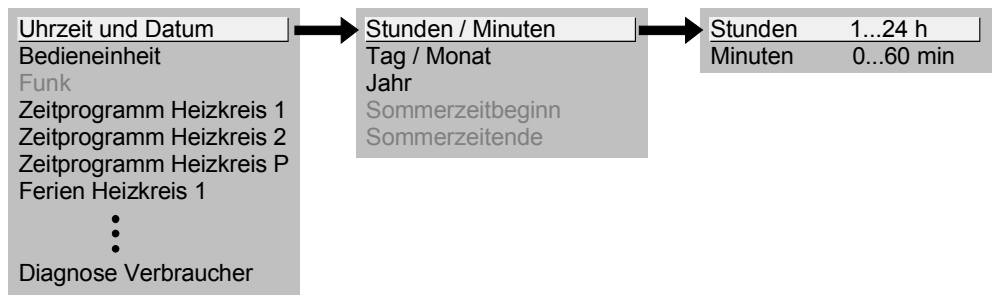 Uhrzeit und Datum
Bedieneinheit
Funk
Zeitprogramm Heizkreis 1
Zeitprogramm Heizkreis 2
Zeitprogramm Heizkreis P
Ferien Heizkreis 1
Diagnose Verbraucher
Stunden / Minuten
Tag / Monat
Jahr
Sommerzeitbeginn
Sommerzeitende
Stunden 1...24 h
Minuten 0...60 min